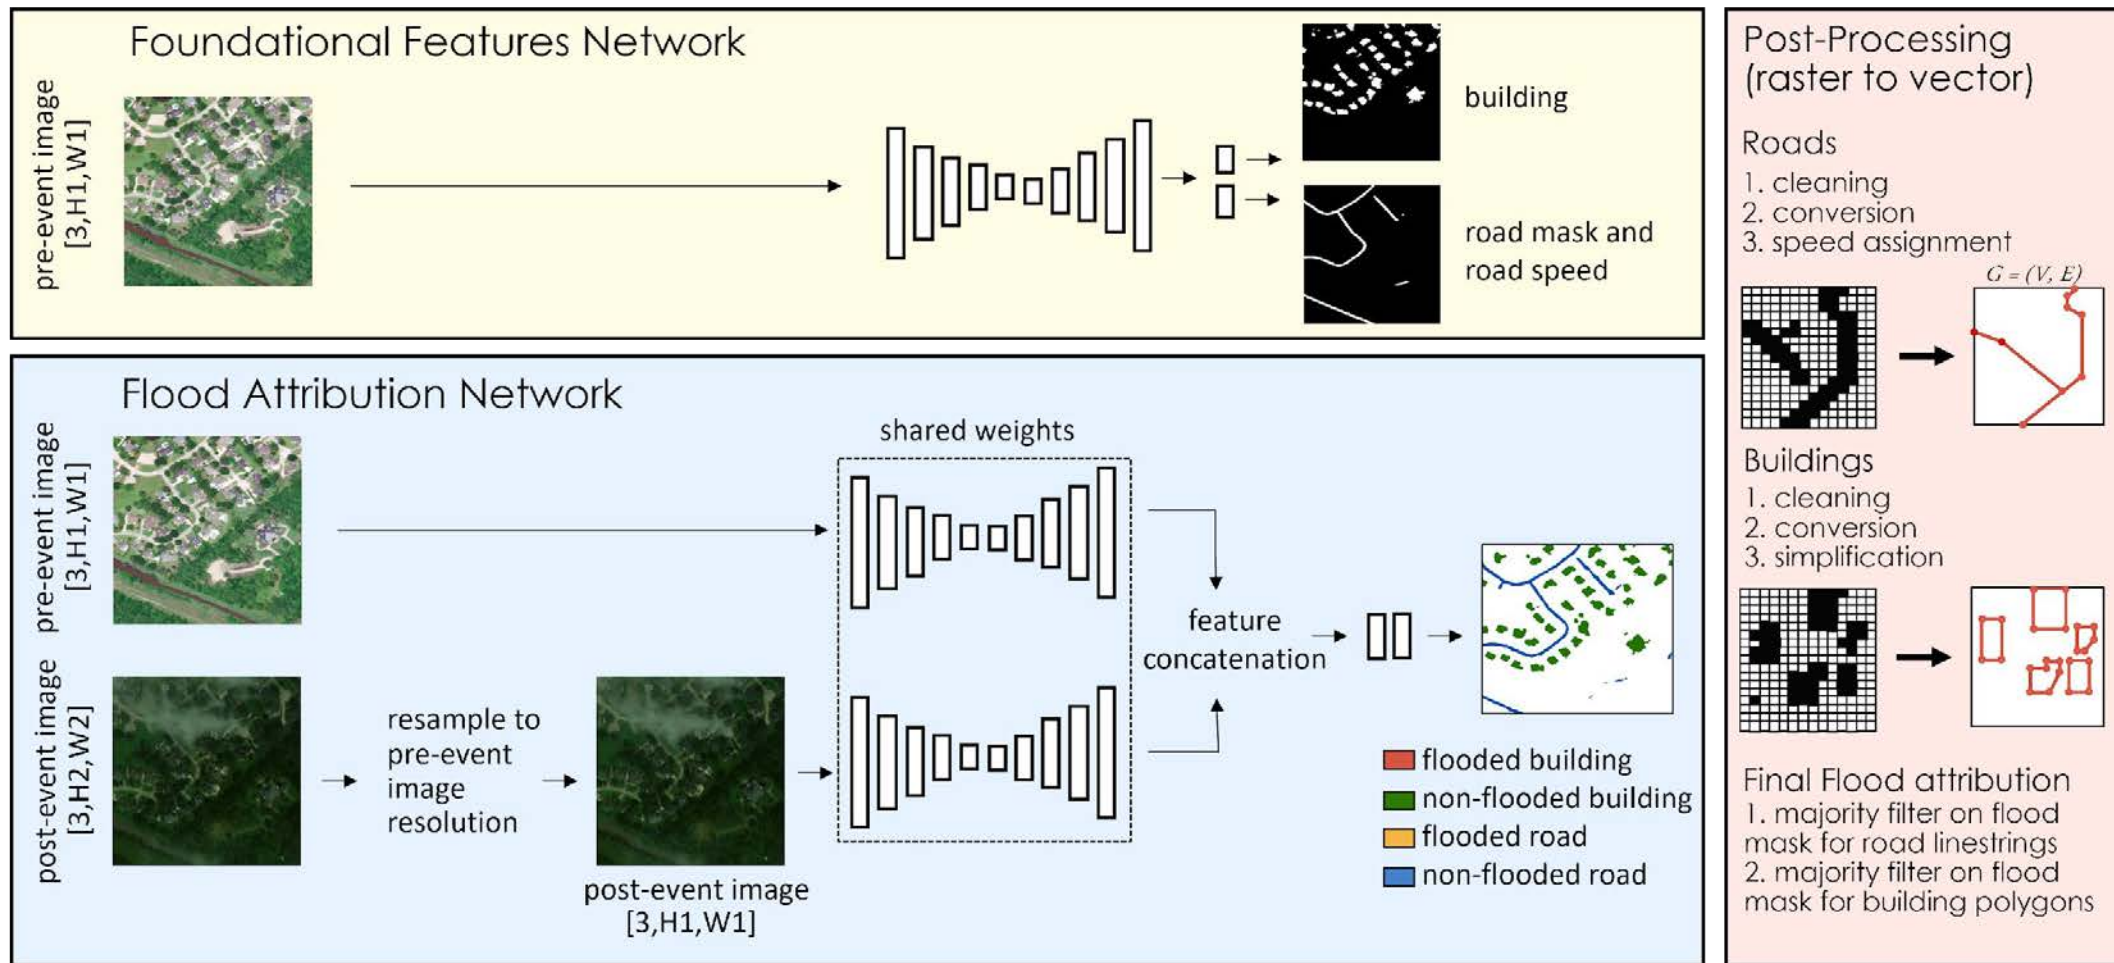 Foundational Features Network
pre-event image
[3,H1,W1]
building
road mask and
road speed
Flood Attribution Network
pre-event image
[3,H1,W1]
post-event image
[3,H2,W2]
resample to
pre-event
image
resolution
post-event image
[3,H1,W1]
shared weights
feature
concatenation
flooded building
non-flooded building
flooded road
non-flooded road
Post-Processing
(raster to vector)
Roads
1. cleaning
2. conversion
3. speed assignment
G = (V, E)
Buildings
1. cleaning
2. conversion
3. simplification
Final Flood attribution
1. majority filter on flood
mask for road linestrings
2. majority filter on flood
mask for building polygons